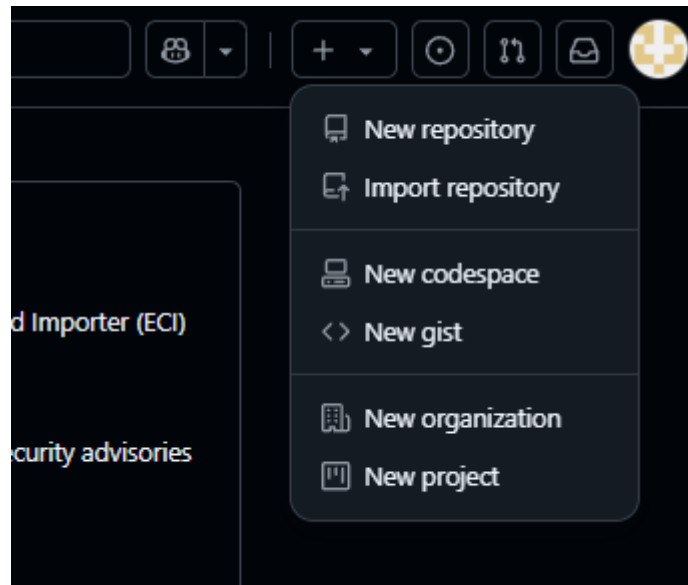 New repository
Import repository
New codespace
d Importer (ECI)
New gist
New organization
curity advisories
New project